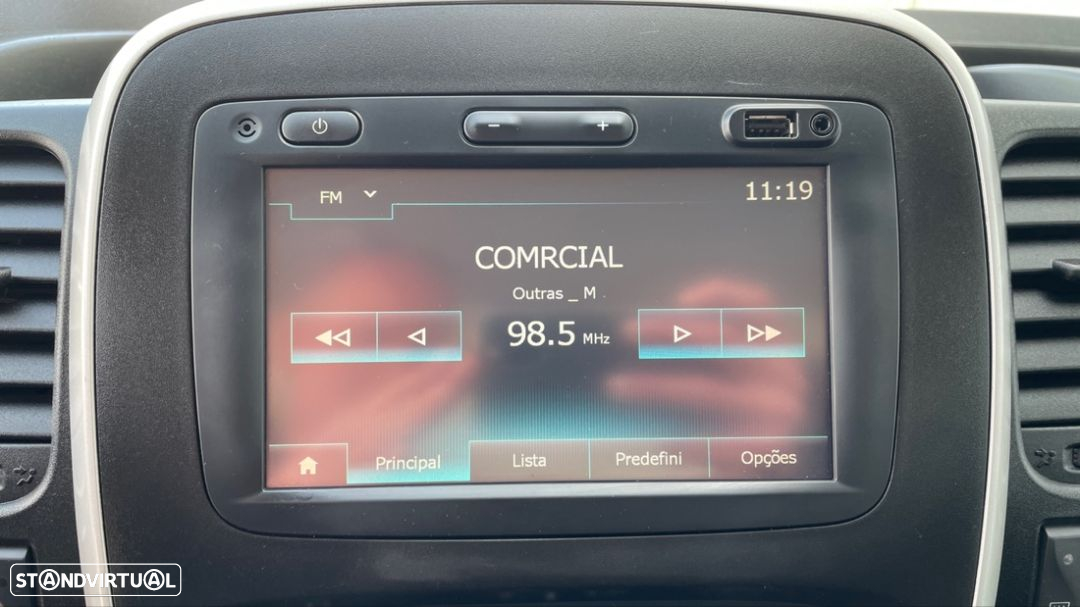 FM
11:19
COMRCIAL
Outras _ M
98.5 MHz
Principal
Lista
Predefini
Opções
STANDVIRTUAL